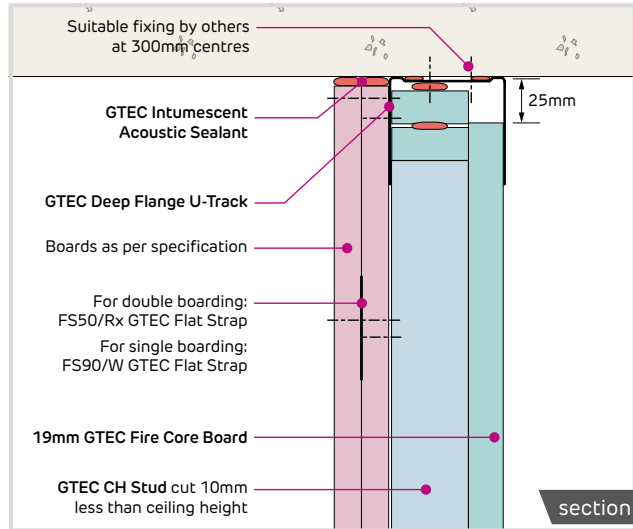 Suitable fixing by others
at 300mm centres
25mm
GTEC Intumescent
Acoustic Sealant
GTEC Deep Flange U-Track
Boards as per specification
For double boarding:
FS50/Rx GTEC Flat Strap
For single boarding:
FS90/W GTEC Flat Strap
19mm GTEC Fire Core Board
GTEC CH Stud cut 10mm
less than ceiling height
section